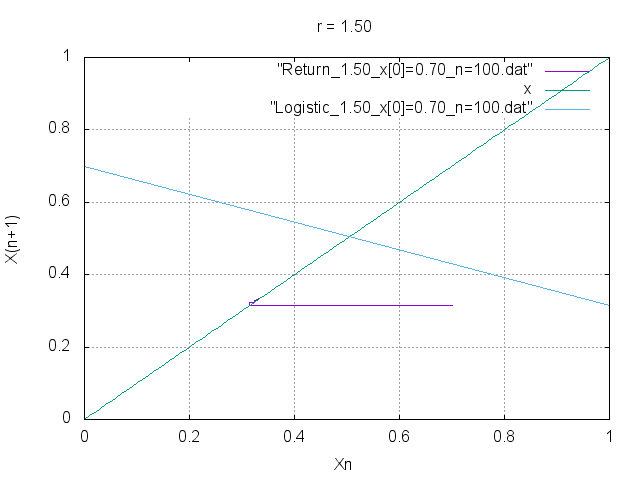 r = 1.50
"Return_1.50_x[0]=0.70_n=100.dat"
x
"Logistic_1.50_x[0]=0.70_n=100.dat"
1
0.8
0.6
0.4
0.2
0
X(n+1)
0 0.2 0.4 0.6 0.8 1
Xn